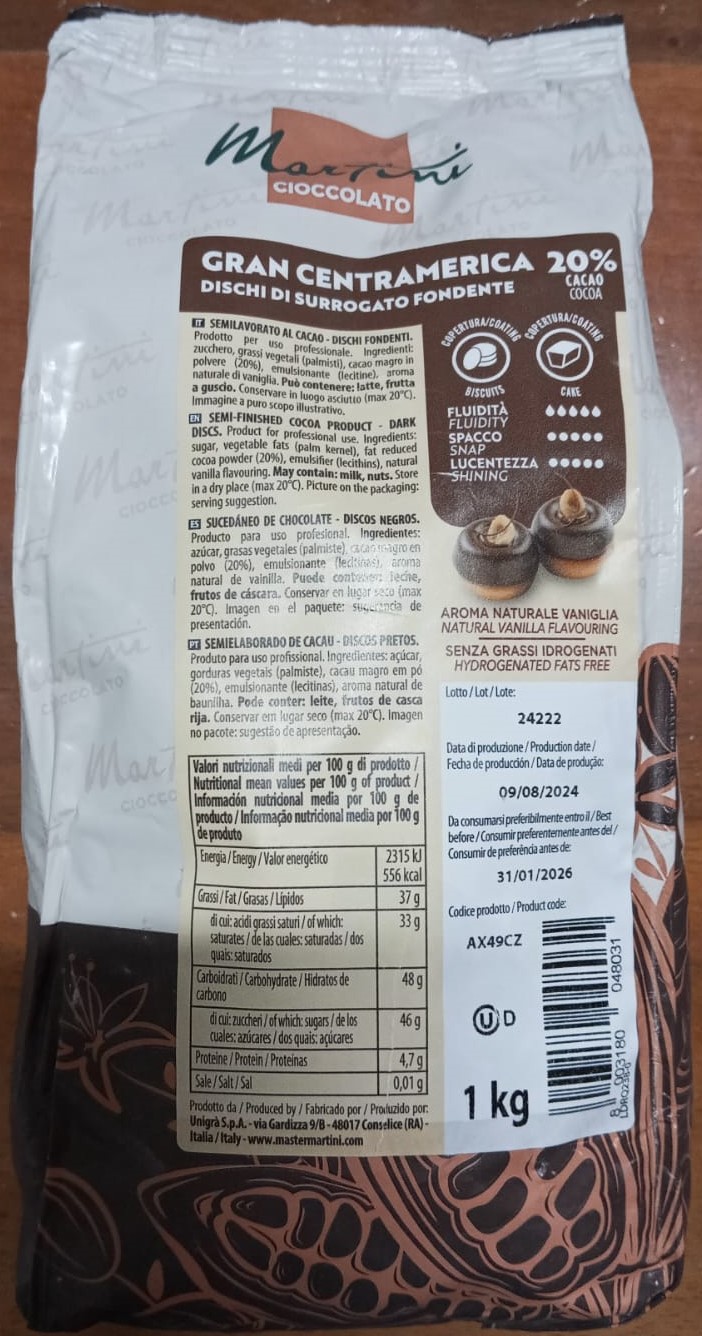 Martini
CIOCCOLATO
GRAN CENTRAMERICA 20%
CACAO
COCOA
DISCHI DI SURROGATO FONDENTE
IT SEMILAVORATO AL CACAO - DISCHI FONDENTI.
Prodotto per uso professionale. Ingredienti:
zucchero, grassi vegetali (palmisti), cacao magro in
polvere (20%), emulsionante (lecitine), aroma
naturale di vaniglia. Può contenere: latte, frutta
a guscio. Conservare in luogo asciutto (max 20°C).
Immagine a puro scopo illustrativo.
EN SEMI-FINISHED COCOA PRODUCT - DARK
DISCS. Product for professional use. Ingredients:
sugar, vegetable fats (palm kernel), fat reduced
cocoa powder (20%), emulsifier (lecithins), natural
vanilla flavouring. May contain: milk, nuts. Store
in a dry place (max 20°C). Picture on the packaging:
serving suggestion.
ES SUCEDÁNEO DE CHOCOLATE - DISCOS NEGROS.
Producto para uso profesional. Ingredientes:
azúcar, grasas vegetales (palmiste), cacao magro en
polvo (20%), emulsionante (lecitinas), aroma
natural de vainilla. Puede contener: leche,
frutos de cáscara. Conservar en lugar seco (max
20°C). Imagen en el paquete: sugerencia de
presentación.
PT SEMIELABORADO DE CACAU - DISCOS PRETOS.
Produto para uso profissional. Ingredientes: açúcar,
gorduras vegetais (palmiste), cacau magro em pó
(20%), emulsionante (lecitinas), aroma natural de
baunilha. Pode conter: leite, frutos de casca
rija. Conservar em lugar seco (max 20°C). Imagen
no pacote: sugestão de apresentação.
COPERTURA/COATING
BISCUITS
COPERTURA/COATING
CAKE
FLUIDITÀ
FLUIDITY
SPACCO
SNAP
LUCENTEZZA
SHINING
AROMA NATURALE VANIGLIA
NATURAL VANILLA FLAVOURING
SENZA GRASSI IDROGENATI
HYDROGENATED FATS FREE
Lotto / Lot / Lote:
24222
Data di produzione / Production date /
Fecha de producción / Data de produção:
09/08/2024
Da consumarsi preferibilmente entro il / Best
before / Consumir preferentemente antes del /
Consumir de preferência antes de:
31/01/2026
Codice prodotto / Product code:
AX49CZ
U D
1 kg
8 003180 048031
Valori nutrizionali medi per 100 g di prodotto /
Nutritional mean values per 100 g of product /
Información nutricional media por 100 g de
producto / Informação nutricional media por 100 g
de produto
Energia / Energy / Valor energético 2315 kJ
556 kcal
Grassi / Fat / Grasas / Lípidos 37 g
di cui: acidi grassi saturi / of which: 33 g
saturates / de las cuales: saturadas / dos
quais: saturados
Carboidrati / Carbohydrate / Hidratos de 48 g
carbono
di cui: zuccheri / of which: sugars / de los 46 g
cuales: azúcares / dos quais: açúcares
Proteine / Protein / Proteínas 4,7 g
Sale / Salt / Sal 0,01 g
Prodotto da / Produced by / Fabricado por / Produzido por:
Unigrà S.p.A. - via Gardizza 9/B - 48017 Conselice (RA) -
Italia / Italy - www.mastermartini.com